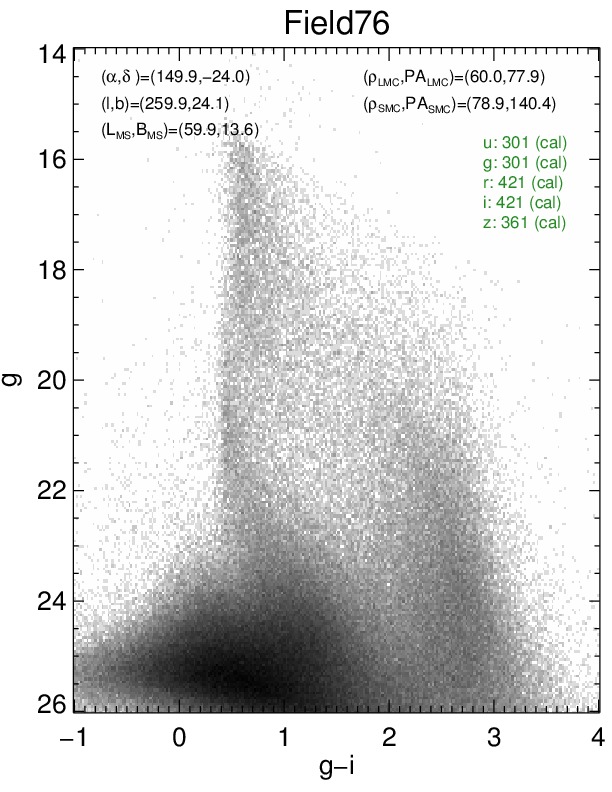 Field76
(α,δ )=(149.9,−24.0)
(l,b)=(259.9,24.1)
(LMS,BMS)=(59.9,13.6)
(ρLMC,PALMC)=(60.0,77.9)
(ρSMC,PASMC)=(78.9,140.4)
u: 301 (cal)
g: 301 (cal)
r: 421 (cal)
i: 421 (cal)
z: 361 (cal)
14
16
18
20
22
24
26
g
−1 0 1 2 3 4
g−i